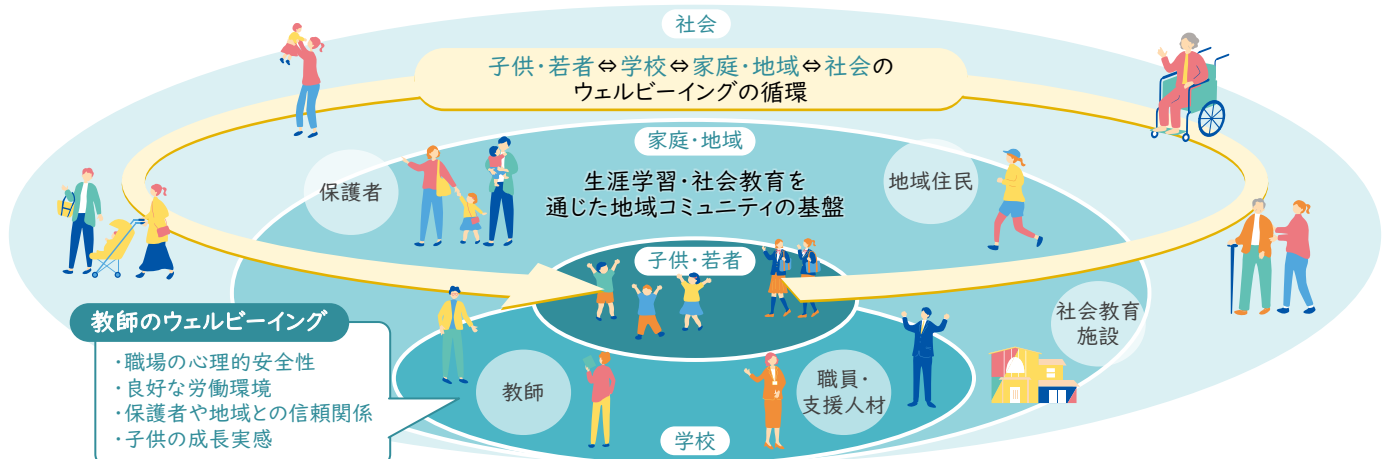 社会
子供・若者⇔学校⇔家庭・地域⇔社会の
ウェルビーイングの循環
家庭・地域
保護者
生涯学習・社会教育を
通じた地域コミュニティの基盤
地域住民
子供・若者
社会教育
施設
教師のウェルビーイング
・職場の心理的安全性
・良好な労働環境
・保護者や地域との信頼関係
・子供の成長実感
教師
職員・
支援人材
学校